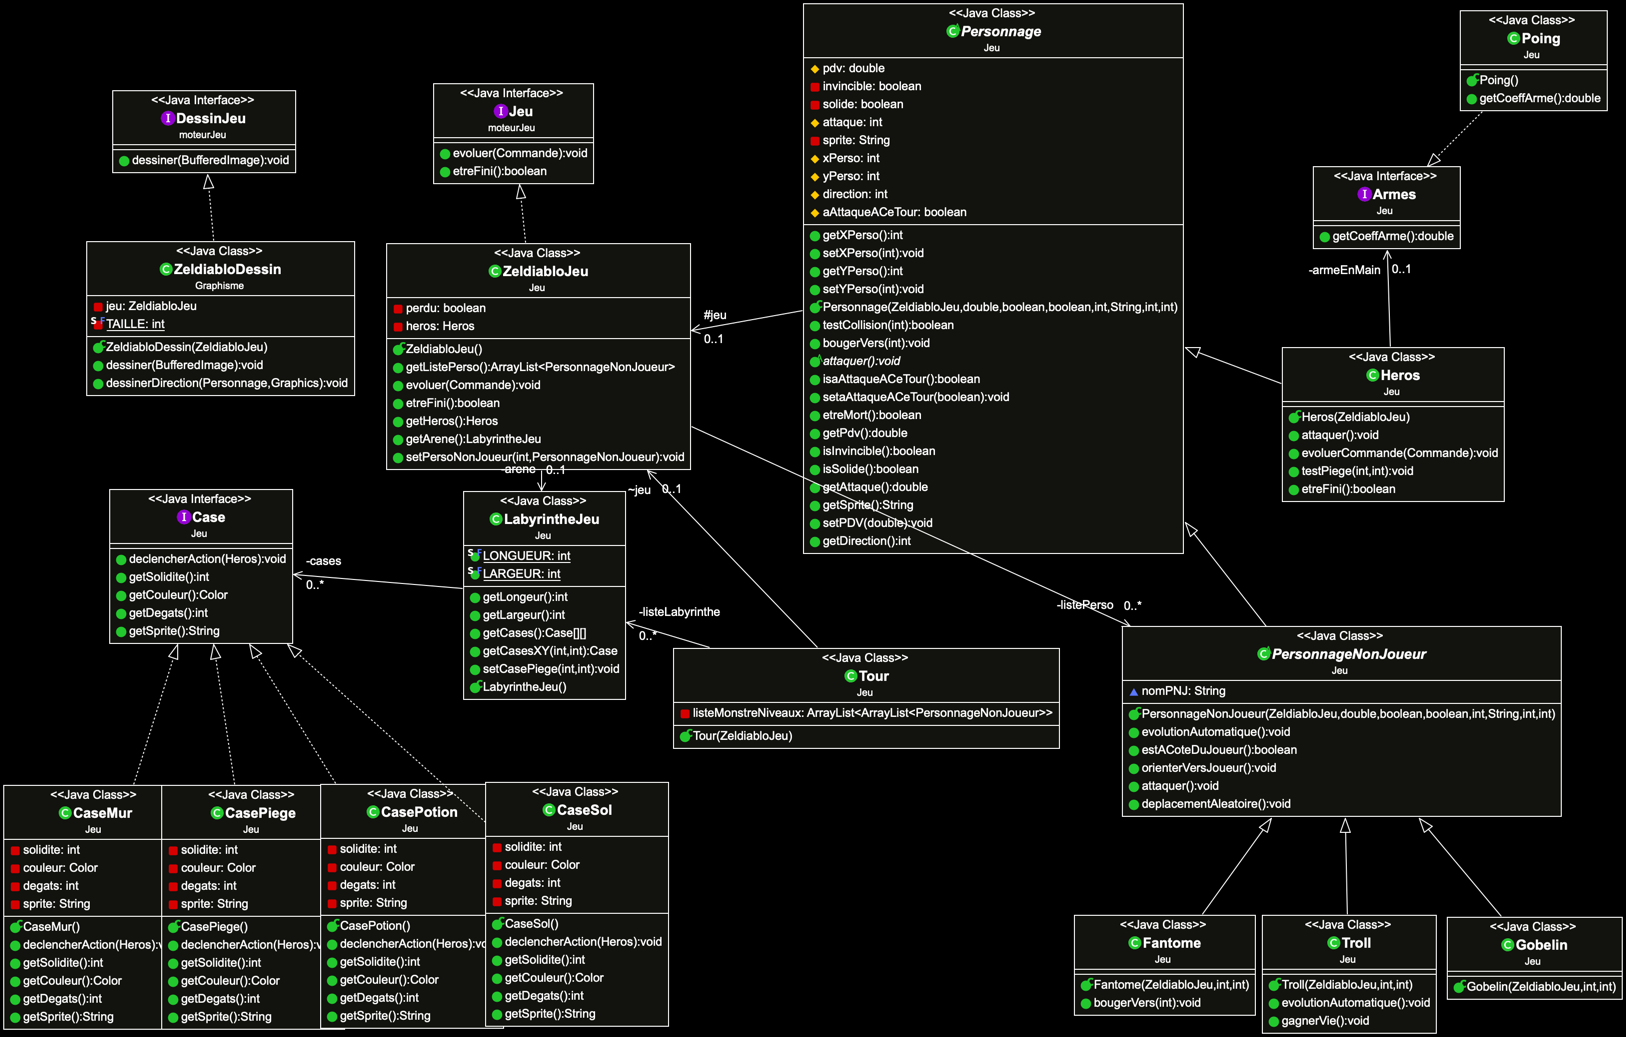 <<Java Interface>>
DessinJeu
moteurJeu
dessiner(BufferedImage):void
<<Java Interface>>
Jeu
moteurJeu
evoluer(Commande):void
etreFini():boolean
<<Java Class>>
Personnage
Jeu
pdv: double
invincible: boolean
solide: boolean
attaque: int
sprite: String
xPerso: int
yPerso: int
direction: int
aAttaqueACeTour: boolean
getXPerso():int
setXPerso(int):void
getYPerso():int
setYPerso(int):void
Personnage(ZeldiabloJeu,double,boolean,boolean,int,String,int,int)
testCollision(int):boolean
bougerVers(int):void
attaquer():void
isaAttaqueACeTour():boolean
setaAttaqueACeTour(boolean):void
etreMort():boolean
getPdv():double
isInvincible():boolean
isSolide():boolean
getAttaque():double
getSprite():String
setPDV(double):void
getDirection():int
<<Java Class>>
Poing
Jeu
Poing()
getCoeffArme():double
<<Java Interface>>
Armes
Jeu
getCoeffArme():double
-armeEnMain 0..1
<<Java Class>>
Heros
Jeu
Heros(ZeldiabloJeu)
attaquer():void
evoluerCommande(Commande):void
testPiege(int,int):void
etreFini():boolean
<<Java Class>>
ZeldiabloDessin
Graphisme
jeu: ZeldiabloJeu
S F TAILLE: int
ZeldiabloDessin(ZeldiabloJeu)
dessiner(BufferedImage):void
dessinerDirection(Personnage,Graphics):void
<<Java Class>>
ZeldiabloJeu
Jeu
perdu: boolean
heros: Heros
ZeldiabloJeu()
getListePerso():ArrayList<PersonnageNonJoueur>
evoluer(Commande):void
etreFini():boolean
getHeros():Heros
getArene():LabyrintheJeu
setPersoNonJoueur(int,PersonnageNonJoueur):void
#jeu
0..1
-arene 0..1
~jeu 0..1
<<Java Interface>>
Case
Jeu
declencherAction(Heros):void
getSolidite():int
getCouleur():Color
getDegats():int
getSprite():String
-cases
0..*
<<Java Class>>
LabyrintheJeu
Jeu
S F LONGUEUR: int
S F LARGEUR: int
getLongeur():int
getLargeur():int
getCases():Case[][]
getCasesXY(int,int):Case
setCasePiege(int,int):void
LabyrintheJeu()
-listeLabyrinthe
0..*
<<Java Class>>
Tour
Jeu
listeMonstreNiveaux: ArrayList<ArrayList<PersonnageNonJoueur>>
Tour(ZeldiabloJeu)
-listePerso 0..*
<<Java Class>>
PersonnageNonJoueur
Jeu
nomPNJ: String
PersonnageNonJoueur(ZeldiabloJeu,double,boolean,boolean,int,String,int,int)
evolutionAutomatique():void
estACoteDuJoueur():boolean
orienterVersJoueur():void
attaquer():void
deplacementAleatoire():void
<<Java Class>>
CaseMur
Jeu
solidite: int
couleur: Color
degats: int
sprite: String
CaseMur()
declencherAction(Heros):v
getSolidite():int
getCouleur():Color
getDegats():int
getSprite():String
<<Java Class>>
CasePiege
Jeu
solidite: int
couleur: Color
degats: int
sprite: String
CasePiege()
declencherAction(Heros):v
getSolidite():int
getCouleur():Color
getDegats():int
getSprite():String
<<Java Class>>
CasePotion
Jeu
solidite: int
couleur: Color
degats: int
sprite: String
CasePotion()
declencherAction(Heros):vo
getSolidite():int
getCouleur():Color
getDegats():int
getSprite():String
<<Java Class>>
CaseSol
Jeu
solidite: int
couleur: Color
degats: int
sprite: String
CaseSol()
declencherAction(Heros):void
getSolidite():int
getCouleur():Color
getDegats():int
getSprite():String
<<Java Class>>
Fantome
Jeu
Fantome(ZeldiabloJeu,int,int)
bougerVers(int):void
<<Java Class>>
Troll
Jeu
Troll(ZeldiabloJeu,int,int)
evolutionAutomatique():void
gagnerVie():void
<<Java Class>>
Gobelin
Jeu
Gobelin(ZeldiabloJeu,int,int)